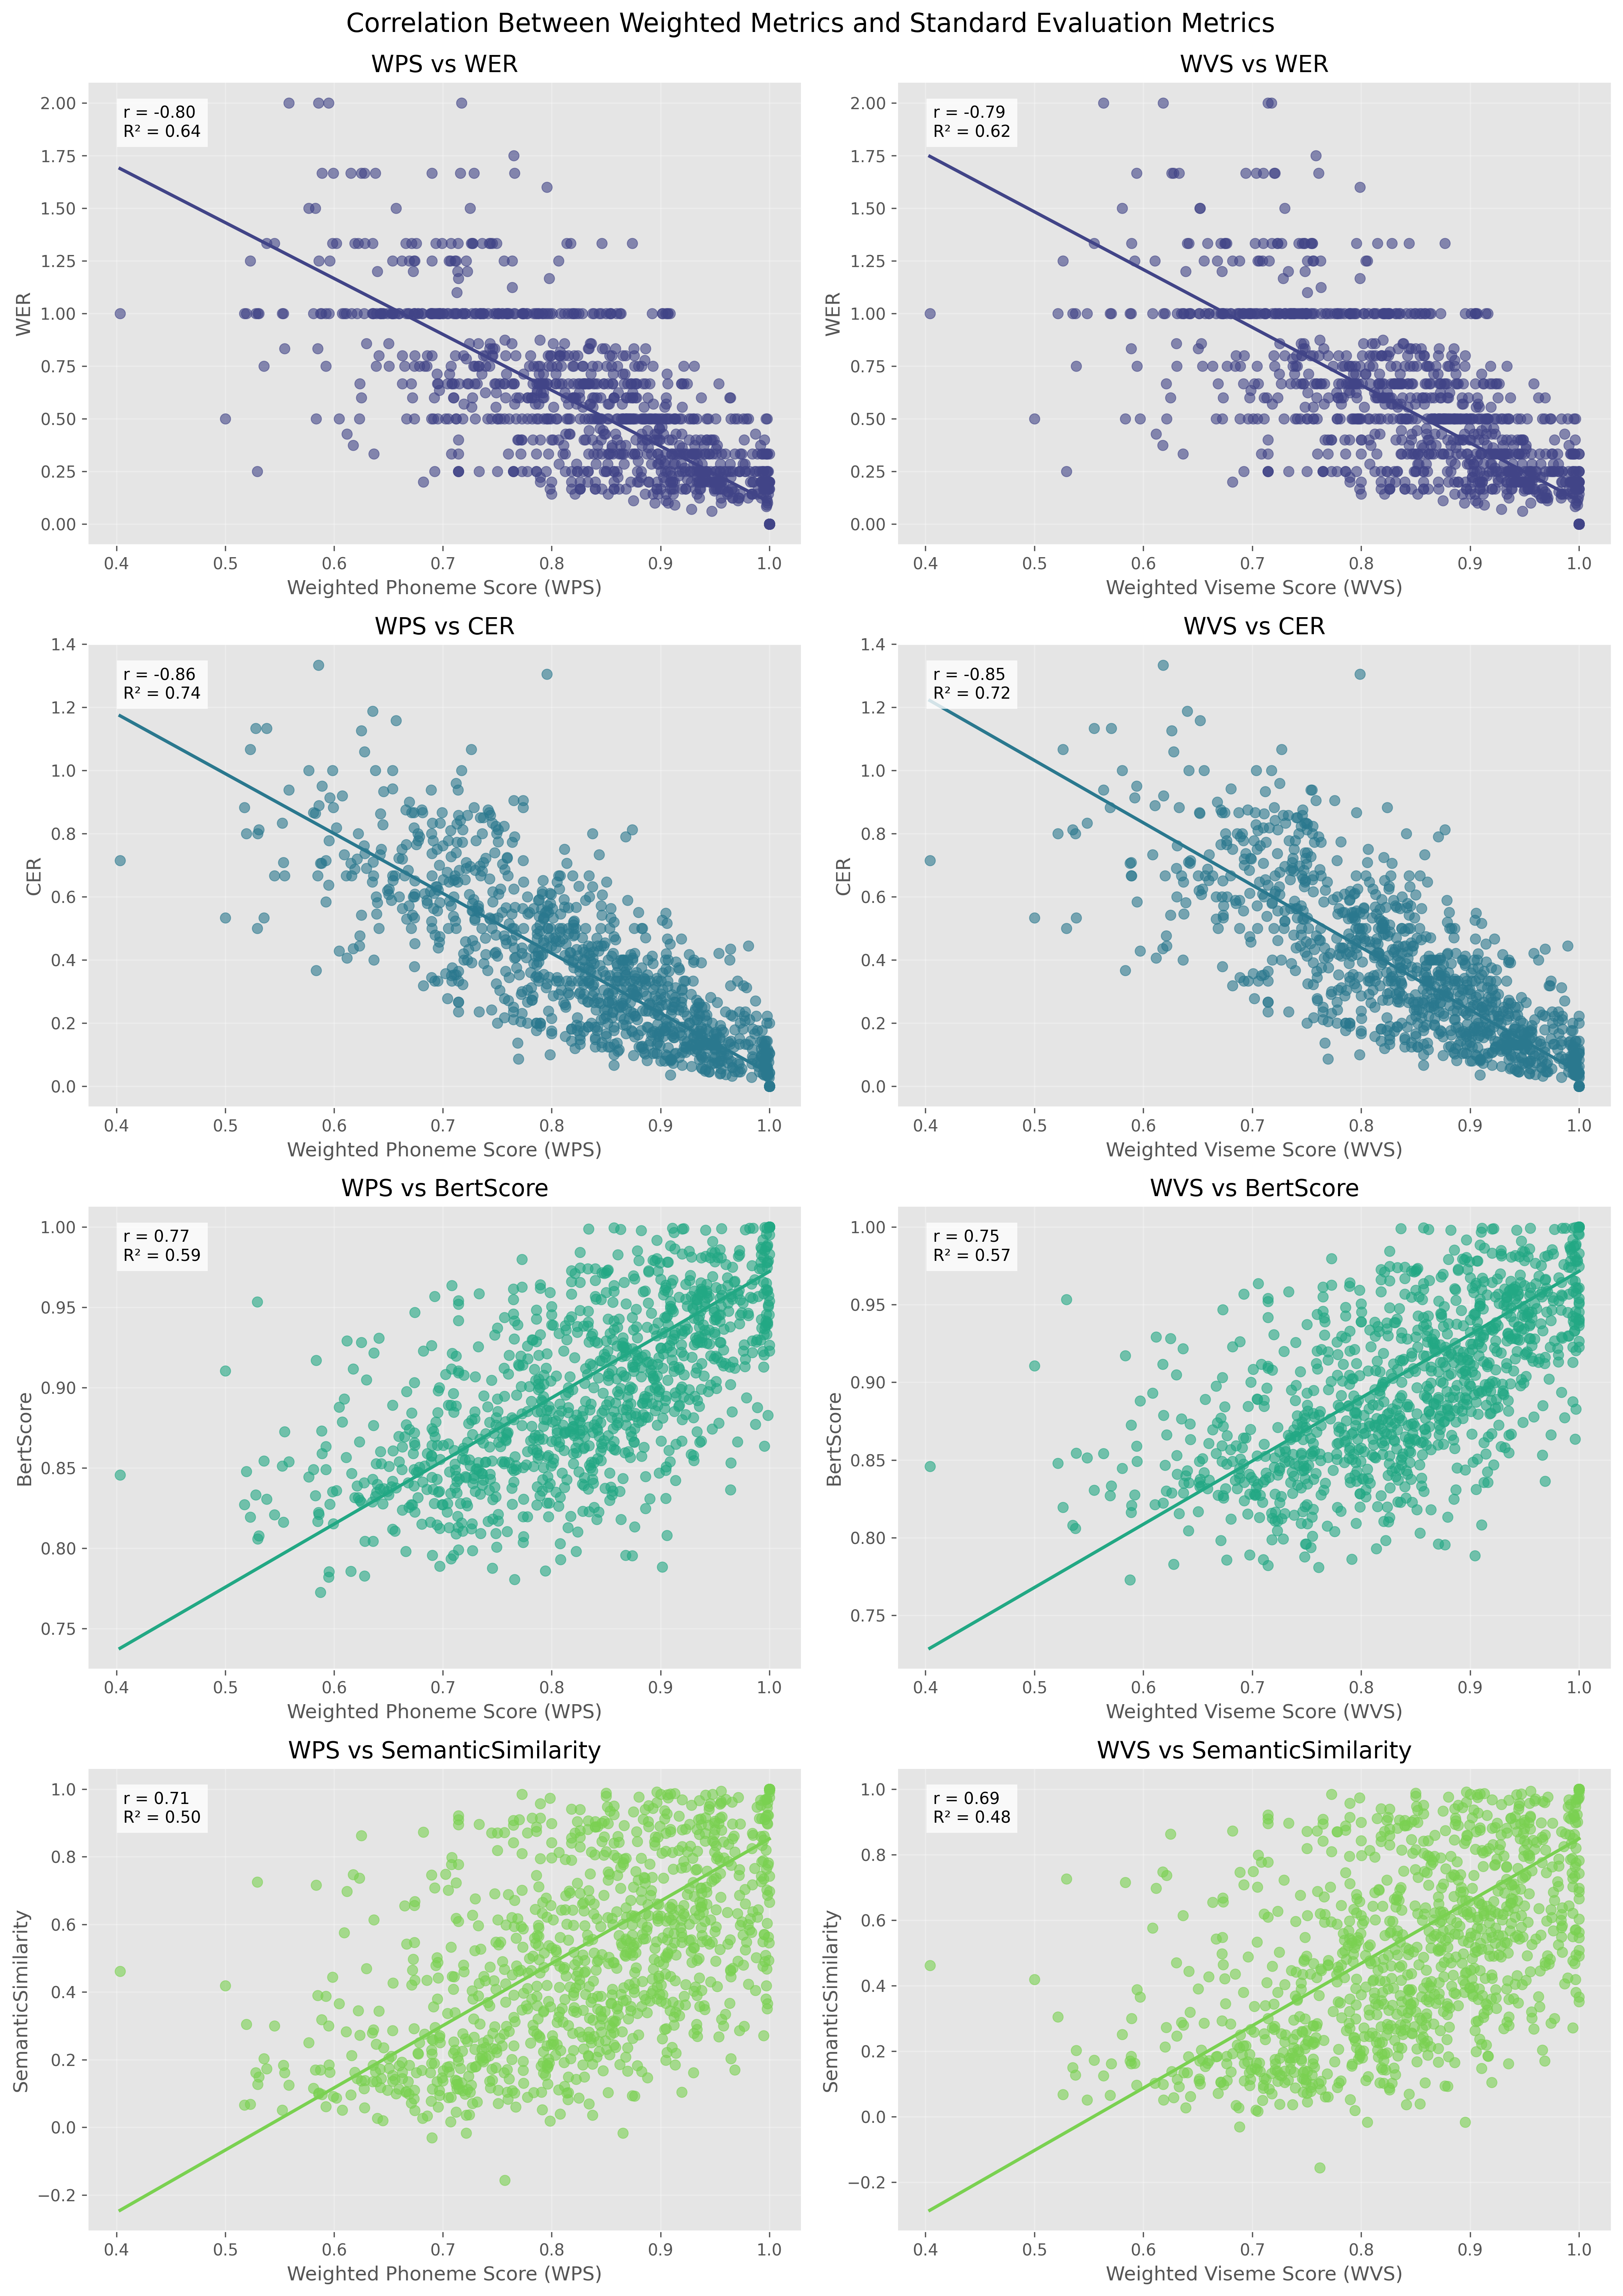 Correlation Between Weighted Metrics and Standard Evaluation Metrics
WPS vs WER
r = -0.80
R² = 0.64
2.00
1.75
1.50
1.25
1.00
0.75
0.50
0.25
0.00
WER
0.4 0.5 0.6 0.7 0.8 0.9 1.0
Weighted Phoneme Score (WPS)
WVS vs WER
r = -0.79
R² = 0.62
2.00
1.75
1.50
1.25
1.00
0.75
0.50
0.25
0.00
WER
0.4 0.5 0.6 0.7 0.8 0.9 1.0
Weighted Viseme Score (WVS)
WPS vs CER
r = -0.86
R² = 0.74
1.4
1.2
1.0
0.8
0.6
0.4
0.2
0.0
CER
0.4 0.5 0.6 0.7 0.8 0.9 1.0
Weighted Phoneme Score (WPS)
WVS vs CER
r = -0.85
R² = 0.72
1.4
1.2
1.0
0.8
0.6
0.4
0.2
0.0
CER
0.4 0.5 0.6 0.7 0.8 0.9 1.0
Weighted Viseme Score (WVS)
WPS vs BertScore
r = 0.77
R² = 0.59
1.00
0.95
0.90
0.85
0.80
0.75
BertScore
0.4 0.5 0.6 0.7 0.8 0.9 1.0
Weighted Phoneme Score (WPS)
WVS vs BertScore
r = 0.75
R² = 0.57
1.00
0.95
0.90
0.85
0.80
0.75
BertScore
0.4 0.5 0.6 0.7 0.8 0.9 1.0
Weighted Viseme Score (WVS)
WPS vs SemanticSimilarity
r = 0.71
R² = 0.50
1.0
0.8
0.6
0.4
0.2
0.0
−0.2
SemanticSimilarity
0.4 0.5 0.6 0.7 0.8 0.9 1.0
Weighted Phoneme Score (WPS)
WVS vs SemanticSimilarity
r = 0.69
R² = 0.48
1.0
0.8
0.6
0.4
0.2
0.0
−0.2
SemanticSimilarity
0.4 0.5 0.6 0.7 0.8 0.9 1.0
Weighted Viseme Score (WVS)